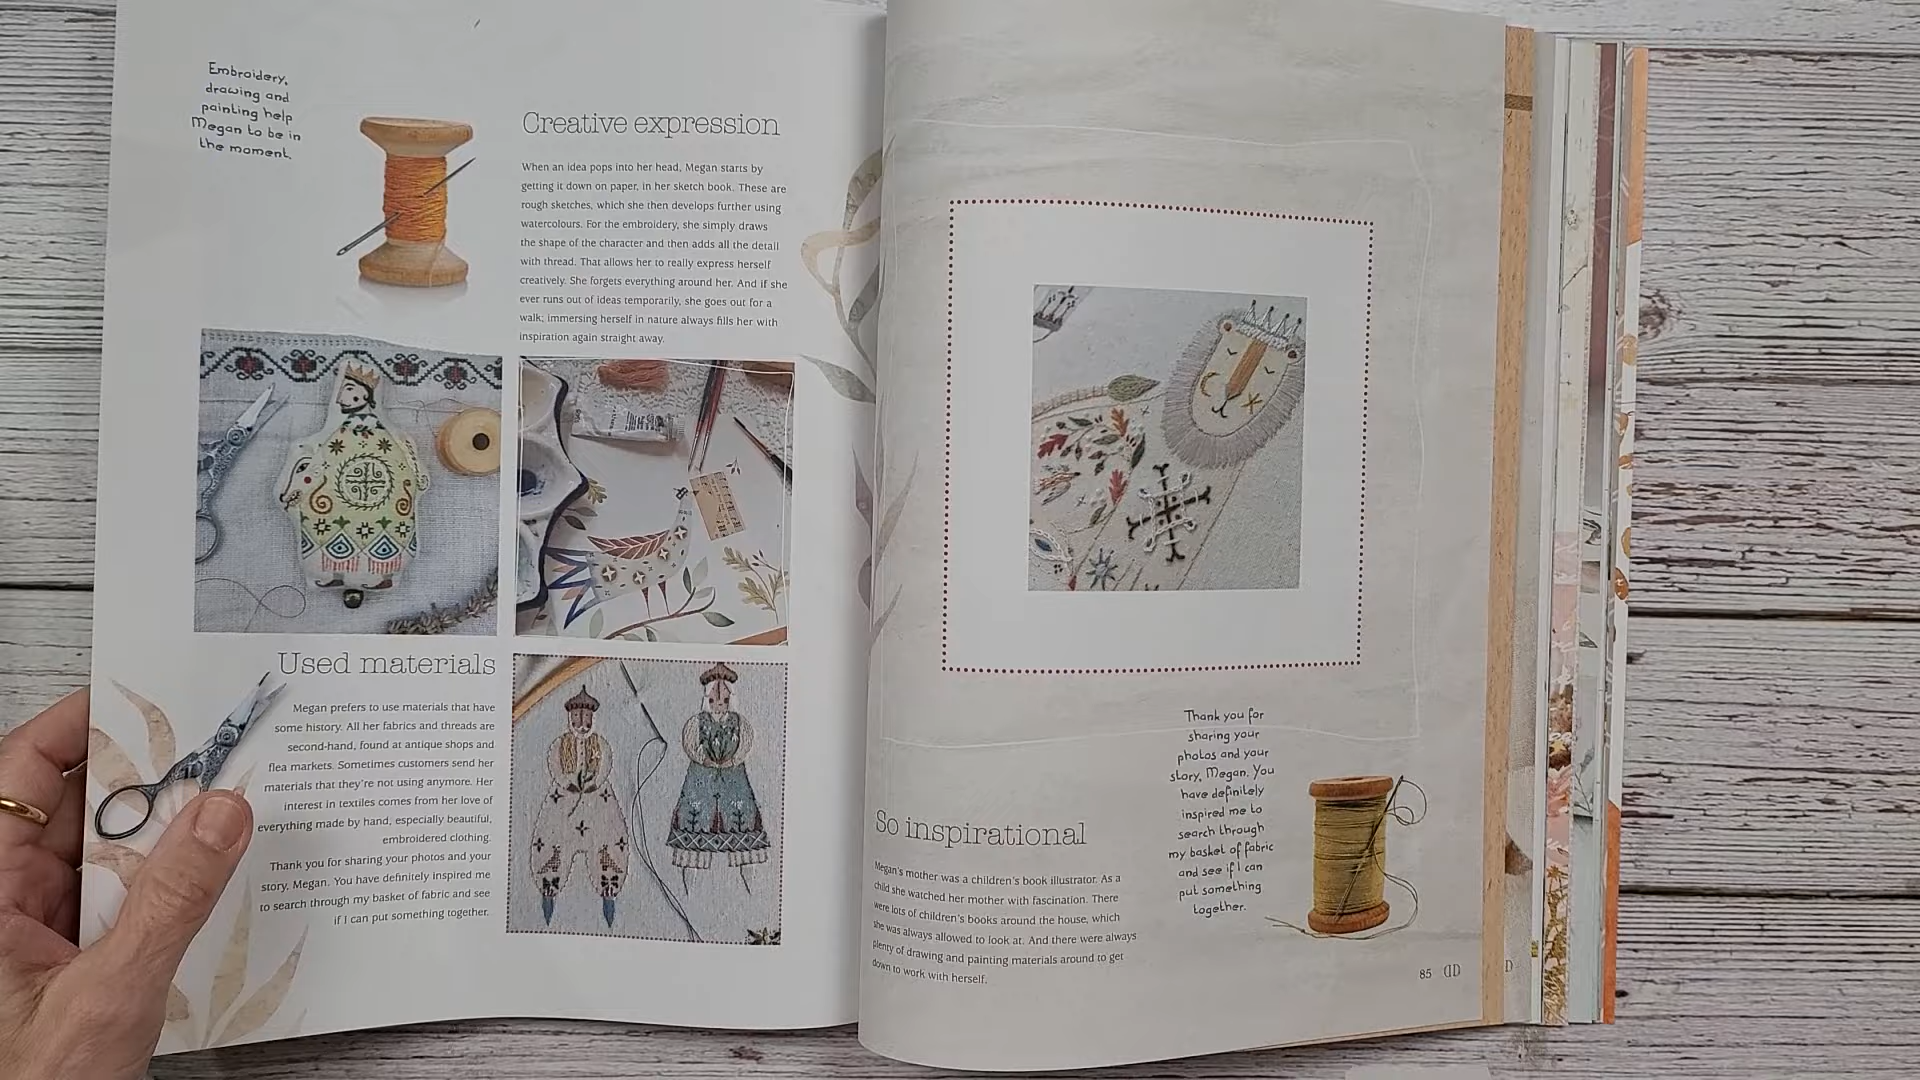 Embroidery,
drawing and
painting help
Megan to be in
the moment.
Creative expression
When an idea pops into her head, Megan starts by
getting it down on paper, in her sketch book. These are
rough sketches, which she then develops further using
watercolours. For the embroidery, she simply draws
the shape of the character and then adds all the detail
with thread. That allows her to really express herself
creatively. She forgets everything around her. And if she
ever runs out of ideas temporarily, she goes out for a
walk; immersing herself in nature always fills her with
inspiration again straight away.
Used materials
Megan prefers to use materials that have
some history. All her fabrics and threads are
second-hand, found at antique shops and
flea markets. Sometimes customers send her
materials that they're not using anymore. Her
interest in textiles comes from her love of
everything made by hand, especially beautiful,
embroidered clothing.
Thank you for sharing your photos and your
story, Megan. You have definitely inspired me
to search through my basket of fabric and see
if I can put something together.
Thank you for
sharing your
photos and your
story, Megan. You
have definitely
inspired me to
search through
my basket of fabric
and see if I can
put something
together.
So inspirational
Megan's mother was a children's book illustrator. As a
child she watched her mother with fascination. There
were lots of children's books around the house, which
she was always allowed to look at. And there were always
plenty of drawing and painting materials around to get
down to work with herself.
85